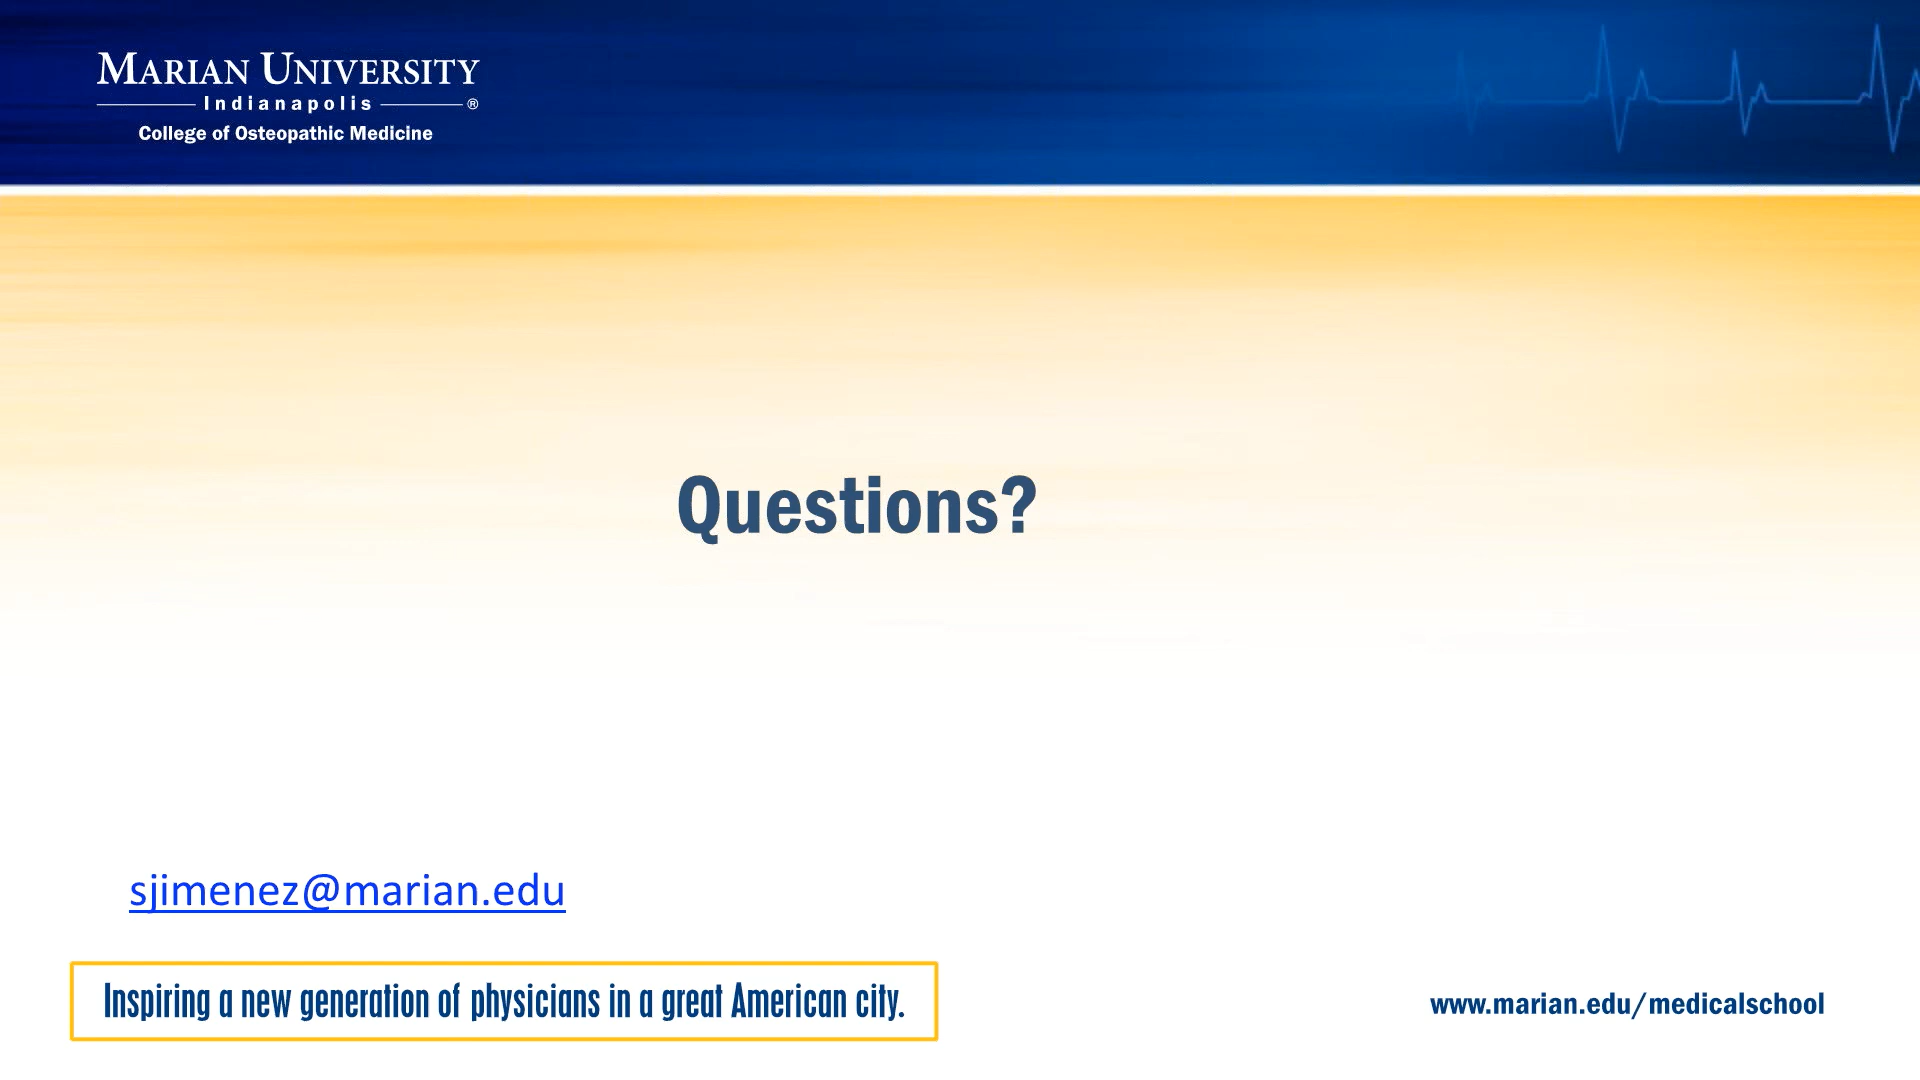 MARIAN UNIVERSITY
Indianapolis ®
College of Osteopathic Medicine
Questions?
sjimenez@marian.edu
Inspiring a new generation of physicians in a great American city.
www.marian.edu/medicalschool